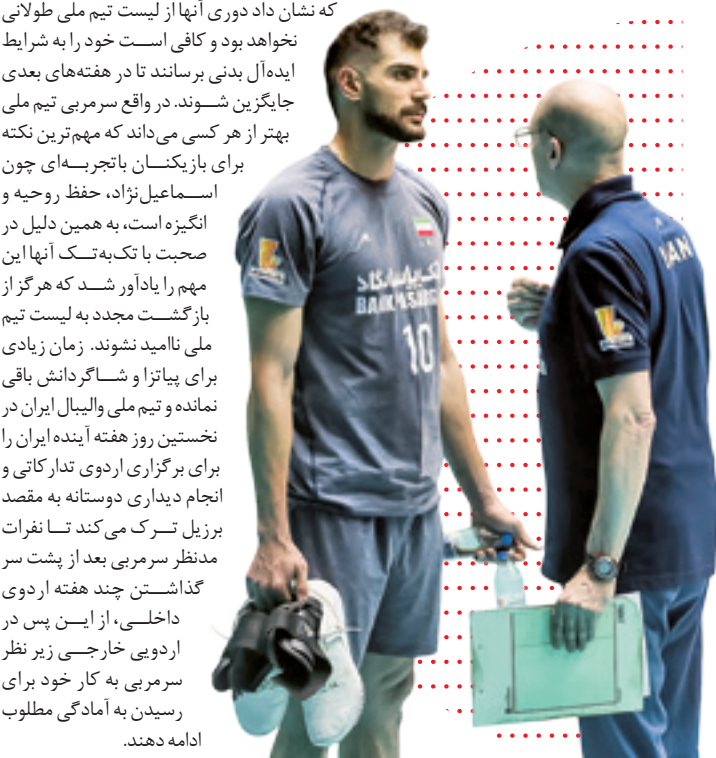 که نشان داد دوری آنها از لیست تیم ملی طولانی
نخواهد بود و کافی است خود را به شرایط
ایده‌آل بدنی برسانند تا در هفته‌های بعدی
جایگزین شوند. در واقع سرمربی تیم ملی
بهتر از هر کسی می‌داند که مهم‌ترین نکته
برای بازیکنان باتجربه‌ای چون
اسماعیل‌نژاد، حفظ روحیه و
انگیزه است، به همین دلیل در
صحبت با تک‌به‌تک آنها این
مهم را یادآور شد که هرگز از
بازگشت مجدد به لیست تیم
ملی ناامید نشوند. زمان زیادی
برای پیاتزا و شاگردانش باقی
نمانده و تیم ملی والیبال ایران در
نخستین روز هفته آینده ایران را
برای برگزاری اردوی تدارکاتی و
انجام دیداری دوستانه به مقصد
برزیل ترک می‌کند تا نفرات
مدنظر سرمربی بعد از پشت سر
گذاشتن چند هفته اردوی
داخلی، از این پس در
اردویی خارجی زیر نظر
سرمربی به کار خود برای
رسیدن به آمادگی مطلوب
ادامه دهند.
10